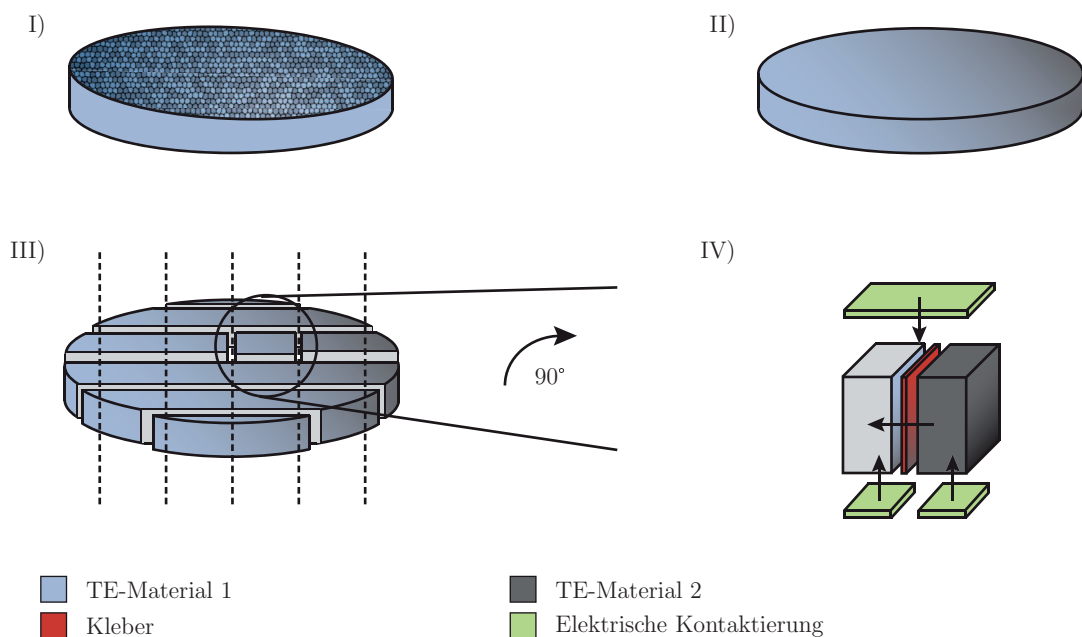 I)
II)
III)
IV)
90°
TE-Material 1
TE-Material 2
Kleber
Elektrische Kontaktierung